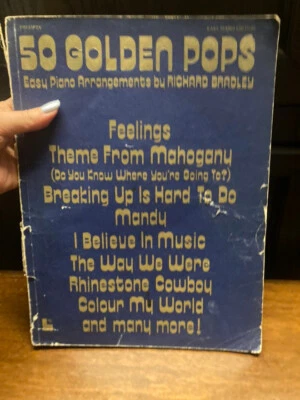 50 GOLDEN POPS
Easy Piano Arrangements by RICHARD BRADLEY
Feelings
Theme From Mahogany
(Do You Know Where You're Going To?)
Breaking Up Is Hard To Do
Mandy
I Believe In Music
The Way We Were
Rhinestone Cowboy
Colour My World
and many more!